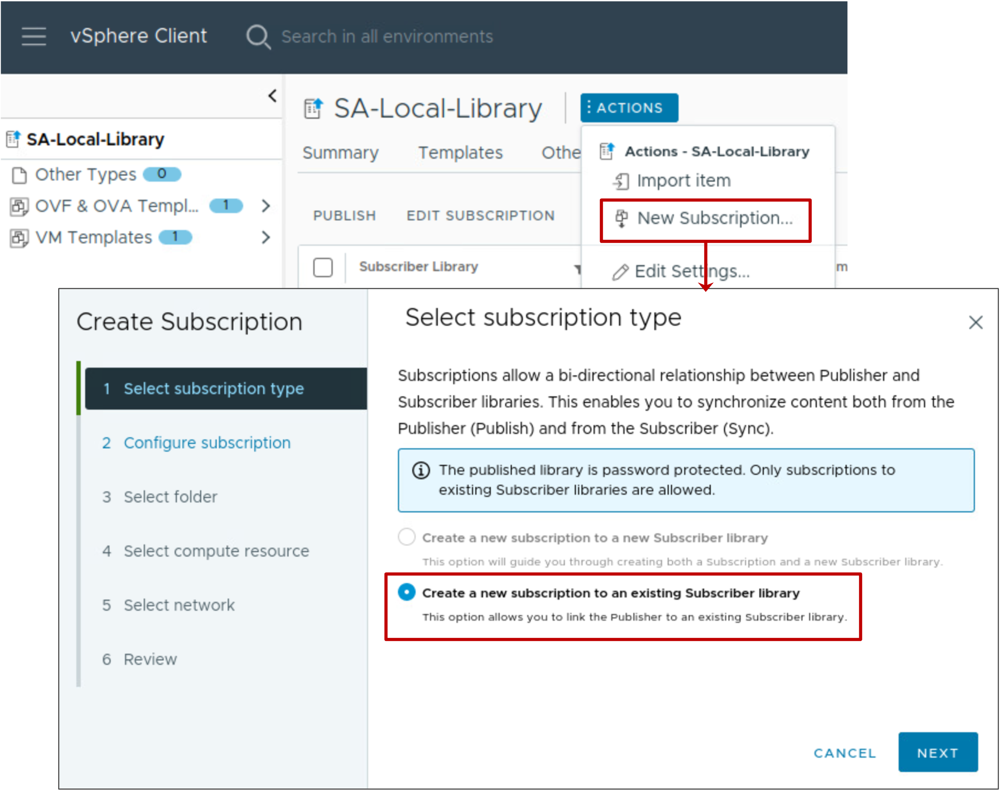 vSphere Client
Search in all environments
SA-Local-Library
Other Types 0
OVF & OVA Templ... 1
VM Templates 1
SA-Local-Library
ACTIONS
Summary Templates Othe
PUBLISH EDIT SUBSCRIPTION
Subscriber Library
m
Actions - SA-Local-Library
Import item
New Subscription...
Edit Settings...
Create Subscription
1 Select subscription type
2 Configure subscription
3 Select folder
4 Select compute resource
5 Select network
6 Review
Select subscription type
Subscriptions allow a bi-directional relationship between Publisher and
Subscriber libraries. This enables you to synchronize content both from the
Publisher (Publish) and from the Subscriber (Sync).
The published library is password protected. Only subscriptions to
existing Subscriber libraries are allowed.
Create a new subscription to a new Subscriber library
This option will guide you through creating both a Subscription and a new Subscriber library.
Create a new subscription to an existing Subscriber library
This option allows you to link the Publisher to an existing Subscriber library.
CANCEL NEXT